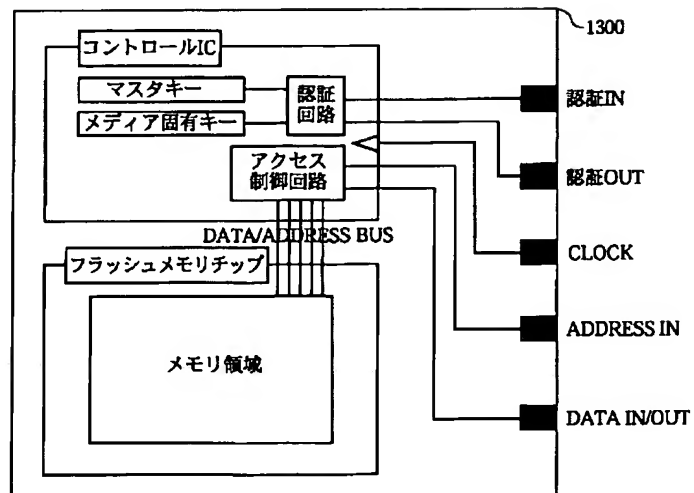 1300
コントロールIC
マスタキー
メディア固有キー
認証
回路
アクセス
制御回路
DATA/ADDRESS BUS
フラッシュメモリチップ
メモリ領域
認証IN
認証OUT
CLOCK
ADDRESS IN
DATA IN/OUT